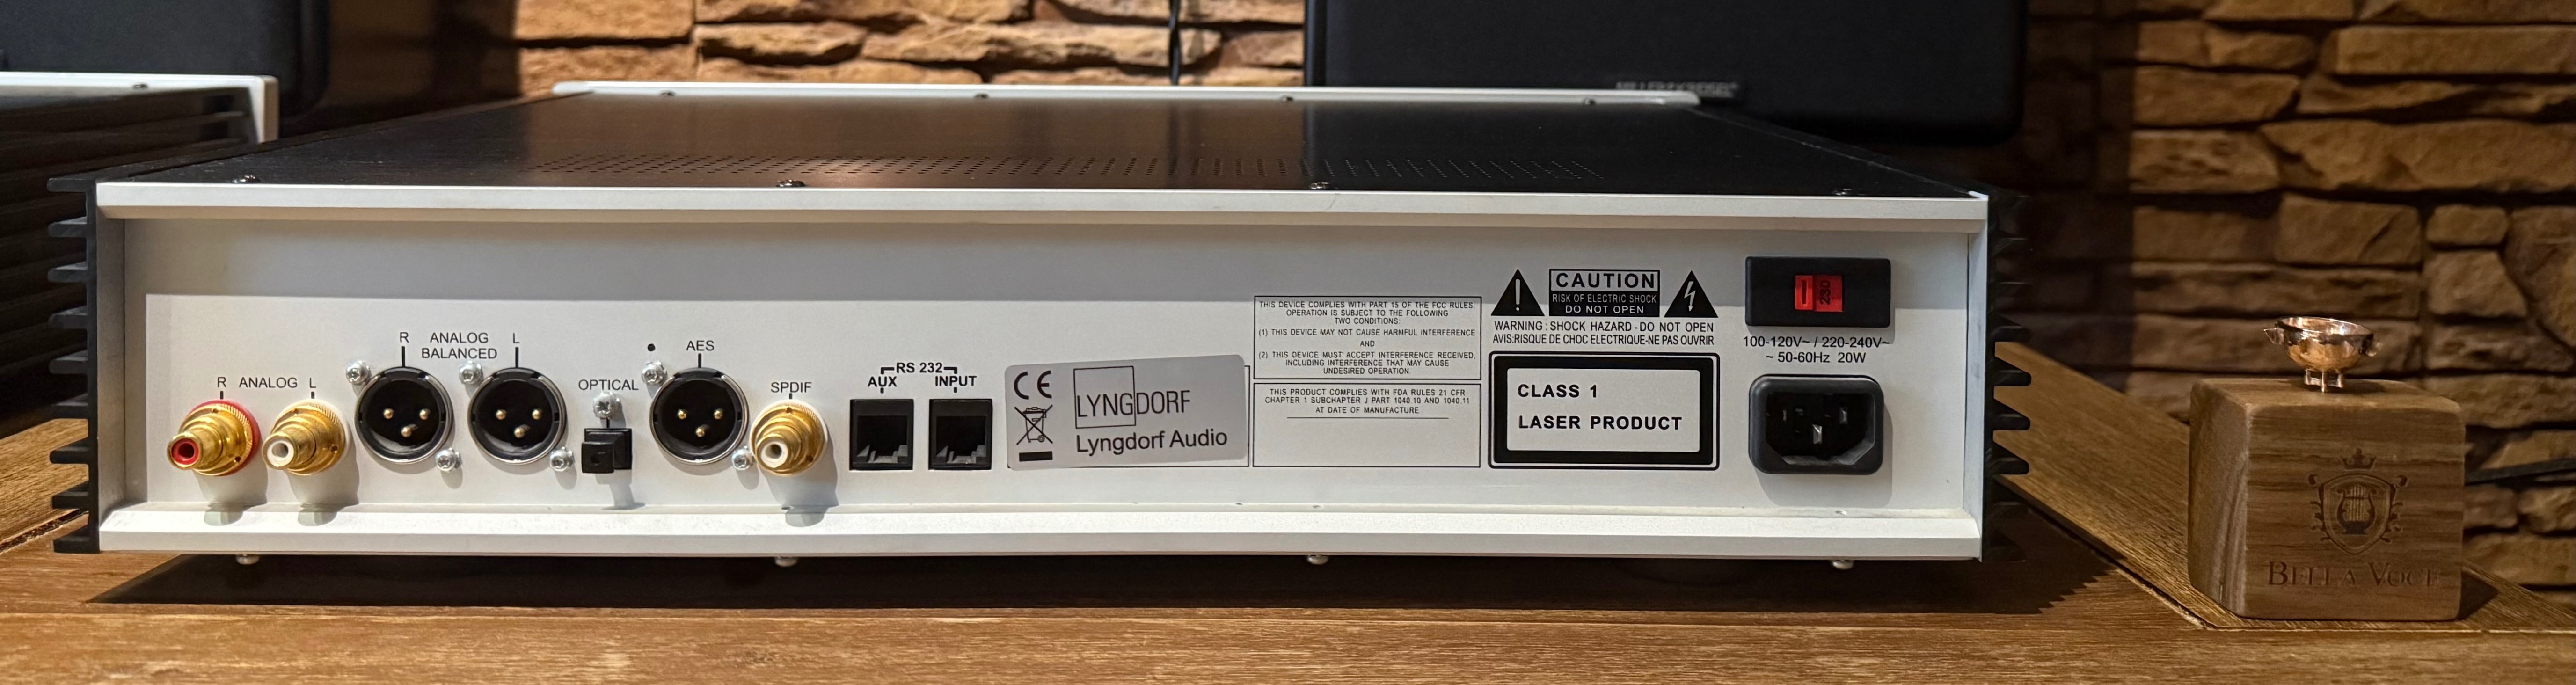 R ANALOG L
R ANALOG L
BALANCED
OPTICAL
AES
SPDIF
RS 232
AUX INPUT
CE
LYNGDORF
Lyngdorf Audio
THIS DEVICE COMPLIES WITH PART 15 OF THE FCC RULES
OPERATION IS SUBJECT TO THE FOLLOWING
TWO CONDITIONS:
(1) THIS DEVICE MAY NOT CAUSE HARMFUL INTERFERENCE
AND
(2) THIS DEVICE MUST ACCEPT INTERFERENCE RECEIVED,
INCLUDING INTERFERENCE THAT MAY CAUSE
UNDESIRED OPERATION.
THIS PRODUCT COMPLIES WITH FDA RULES 21 CFR
CHAPTER 1 SUBCHAPTER J PART 1040.10 AND 1040.11
AT DATE OF MANUFACTURE
CAUTION
RISK OF ELECTRIC SHOCK
DO NOT OPEN
WARNING : SHOCK HAZARD - DO NOT OPEN
AVIS:RISQUE DE CHOC ELECTRIQUE-NE PAS OUVRIR
CLASS 1
LASER PRODUCT
230
100-120V~ / 220-240V~
~ 50-60Hz 20W
BELLA VOCE